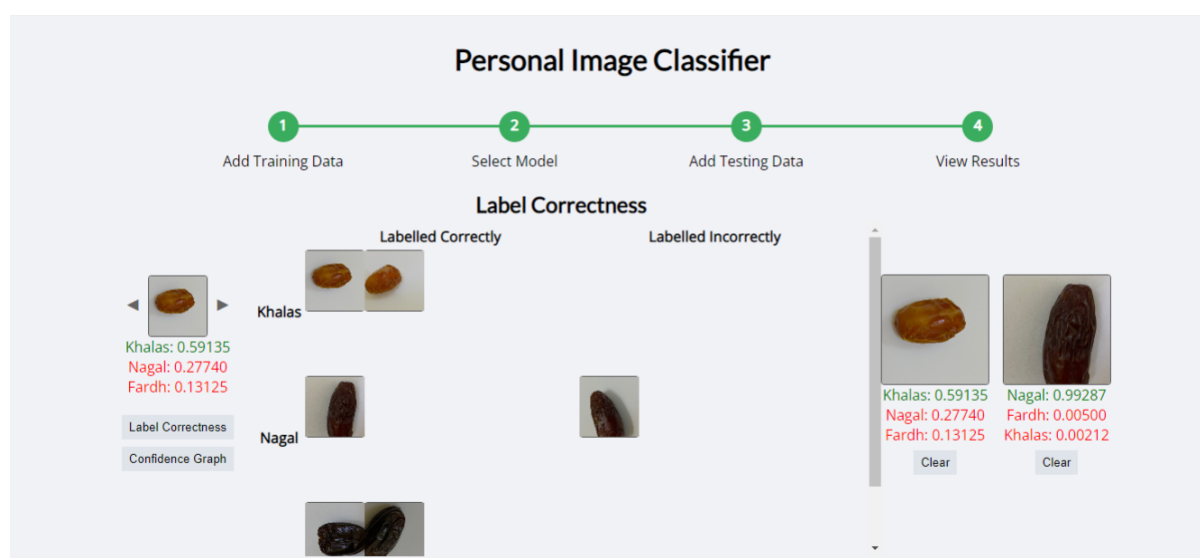 Personal Image Classifier
1
2
3
4
Add Training Data
Select Model
Add Testing Data
View Results
Label Correctness
Labelled Correctly
Labelled Incorrectly
◀
▶
Khalas: 0.59135
Nagal: 0.27740
Fardh: 0.13125
Label Correctness
Confidence Graph
Khalas
Nagal
Khalas: 0.59135
Nagal: 0.27740
Fardh: 0.13125
Clear
Nagal: 0.99287
Fardh: 0.00500
Khalas: 0.00212
Clear